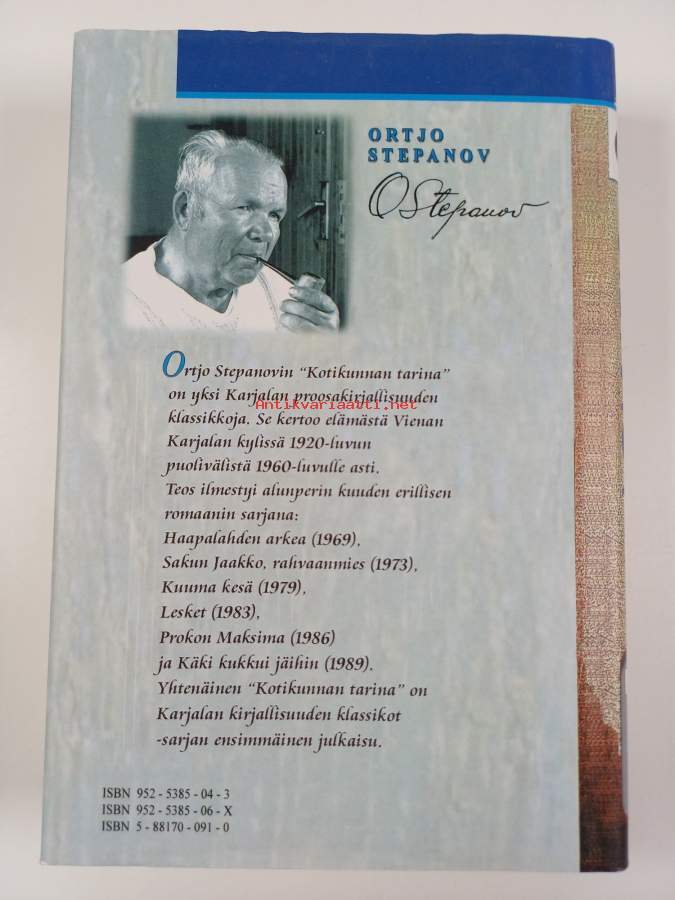 ORTJO
STEPANOV
O Stepanov
Ortjo Stepanovin "Kotikunnan tarina"
on yksi Karjalan proosakirjallisuuden
Antikvariaatti.net
klassikkoja. Se kertoo elämästä Vienan
Karjalan kylissä 1920-luvun
puolivälistä 1960-luvulle asti.
Teos ilmestyi alunperin kuuden erillisen
romaanin sarjana:
Haapalahden arkea (1969),
Sakun Jaakko, rahvaanmies (1973),
Kuuma kesä (1979),
Lesket (1983),
Prokon Maksima (1986)
ja Käki kukkui jäihin (1989).
Yhtenäinen "Kotikunnan tarina" on
Karjalan kirjallisuuden klassikot
-sarjan ensimmäinen julkaisu.
ISBN 952 - 5385 - 04 - 3
ISBN 952 - 5385 - 06 - X
ISBN 5 - 88170 - 091 - 0